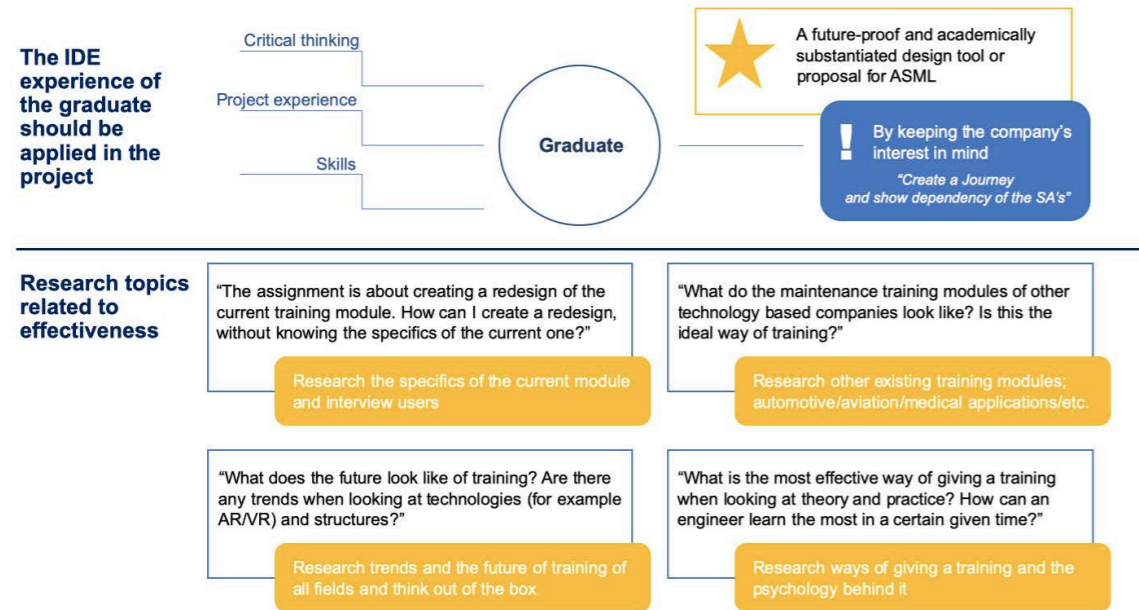 The IDE
experience of
the graduate
should be
applied in the
project
Critical thinking
Project experience
Skills
Graduate
A future-proof and academically
substantiated design tool or
proposal for ASML
! By keeping the company's
interest in mind
"Create a Journey
and show dependency of the SA's"
Research topics
related to
effectiveness
"The assignment is about creating a redesign of the
current training module. How can I create a redesign,
without knowing the specifics of the current one?"
Research the specifics of the current module
and interview users
"What do the maintenance training modules of other
technology based companies look like? Is this the
ideal way of training?"
Research other existing training modules;
automotive/aviation/medical applications/etc.
"What does the future look like of training? Are there
any trends when looking at technologies (for example
AR/VR) and structures?"
Research trends and the future of training of
all fields and think out of the box
"What is the most effective way of giving a training
when looking at theory and practice? How can an
engineer learn the most in a certain given time?"
Research ways of giving a training and the
psychology behind it